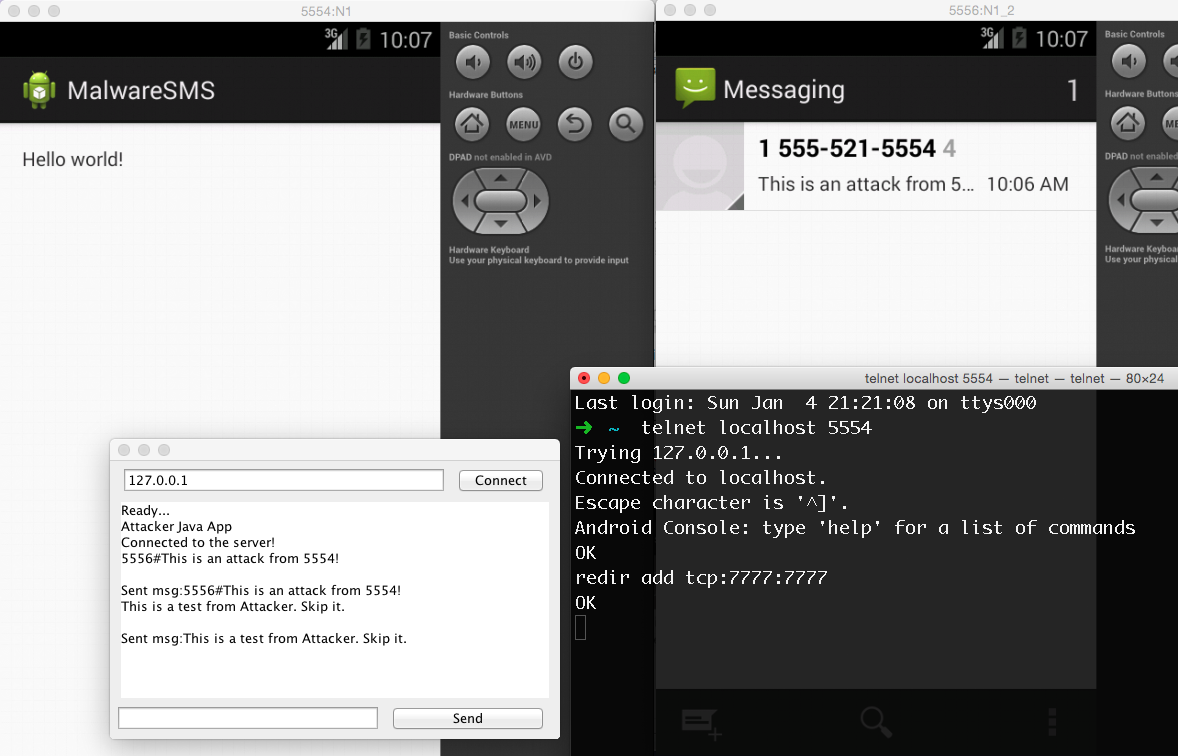 5554:N1
3G 10:07
MalwareSMS
Hello world!
Basic Controls
Hardware Buttons
MENU
DPAD not enabled in AVD
Hardware Keyboard
Use your physical keyboard to provide input
5556:N1_2
3G 10:07
Messaging 1
1 555-521-5554 4
This is an attack from 5... 10:06 AM
Basic Controls
Hardware Buttons
ME
DPAD not enabled
Hardware Keyboa
Use your physical
127.0.0.1 Connect
Ready...
Attacker Java App
Connected to the server!
5556#This is an attack from 5554!
Sent msg:5556#This is an attack from 5554!
This is a test from Attacker. Skip it.
Sent msg:This is a test from Attacker. Skip it.
Send
telnet localhost 5554 — telnet — telnet — 80×24
Last login: Sun Jan  4 21:21:08 on ttys000
➜  ~  telnet localhost 5554
Trying 127.0.0.1...
Connected to localhost.
Escape character is '^]'.
Android Console: type 'help' for a list of commands
OK
redir add tcp:7777:7777
OK